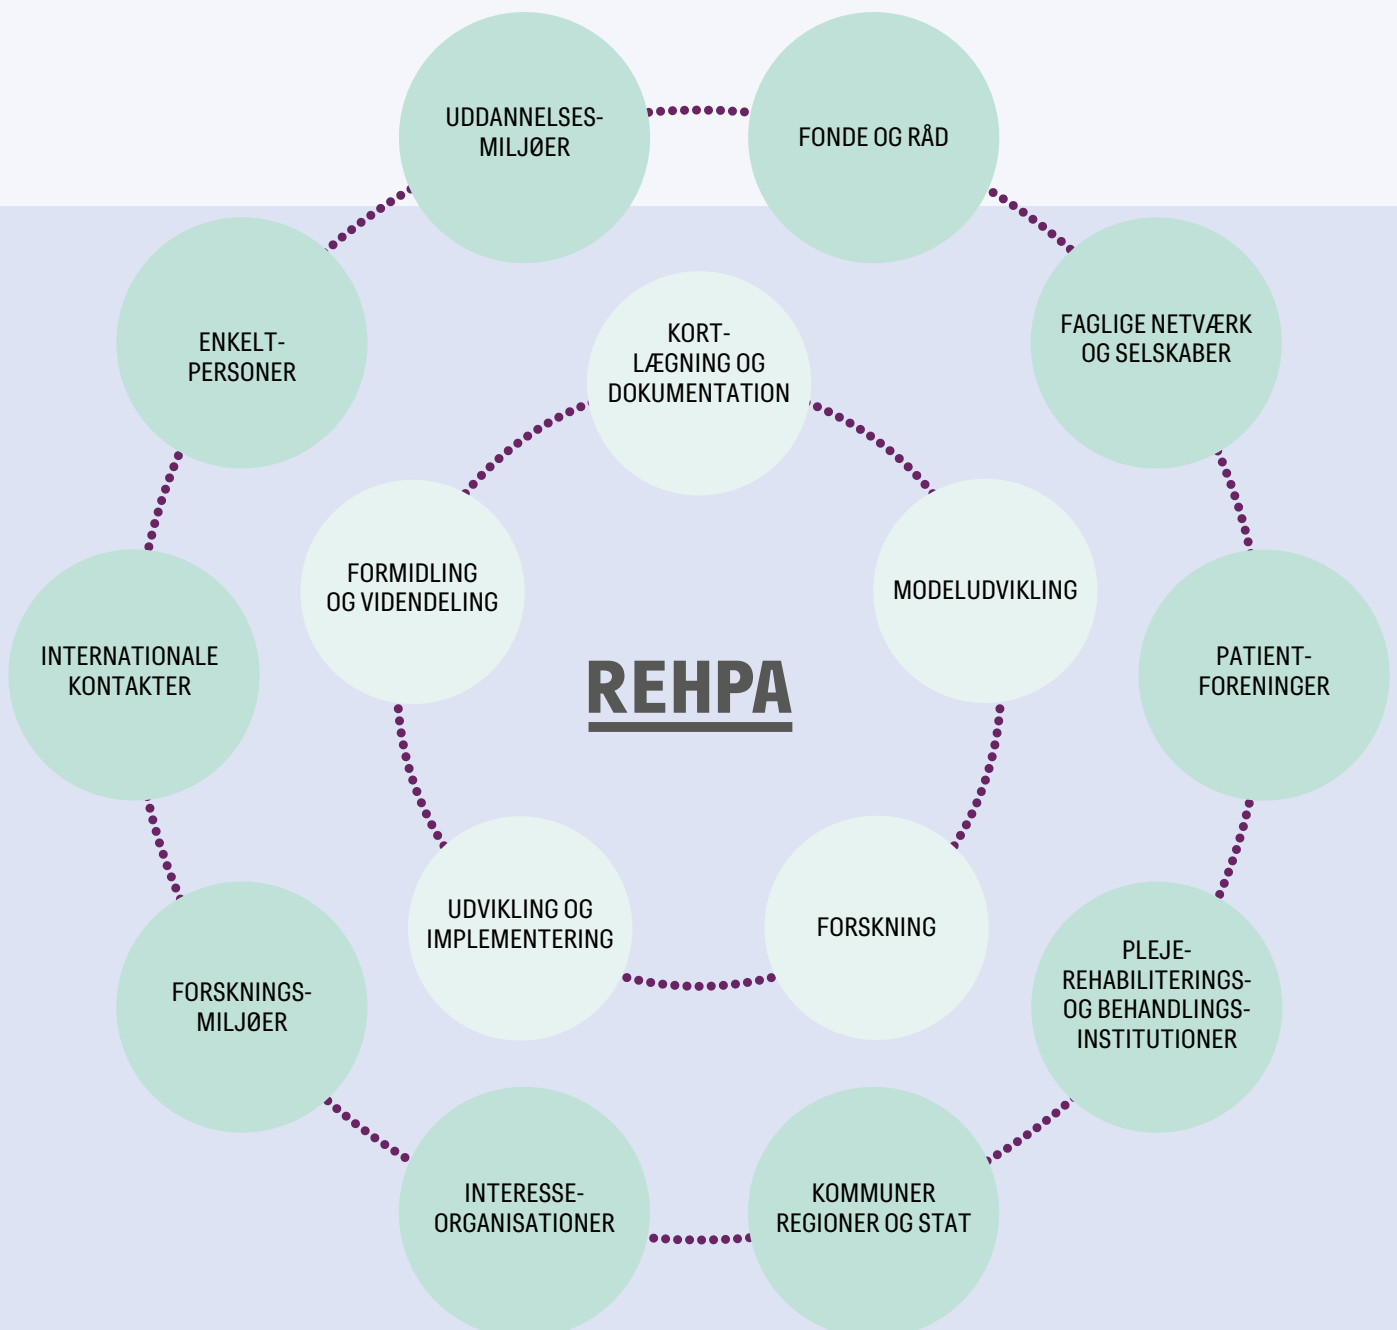 UDDANNELSES-
MILJØER
FONDE OG RÅD
FAGLIGE NETVÆRK
OG SELSKABER
PATIENT-
FORENINGER
PLEJE-
REHABILITERINGS-
OG BEHANDLINGS-
INSTITUTIONER
KOMMUNER
REGIONER OG STAT
INTERESSE-
ORGANISATIONER
FORSKNINGS-
MILJØER
INTERNATIONALE
KONTAKTER
ENKELT-
PERSONER
KORT-
LÆGNING OG
DOKUMENTATION
MODELUDVIKLING
FORSKNING
UDVIKLING OG
IMPLEMENTERING
FORMIDLING
OG VIDENDELING
REHPA